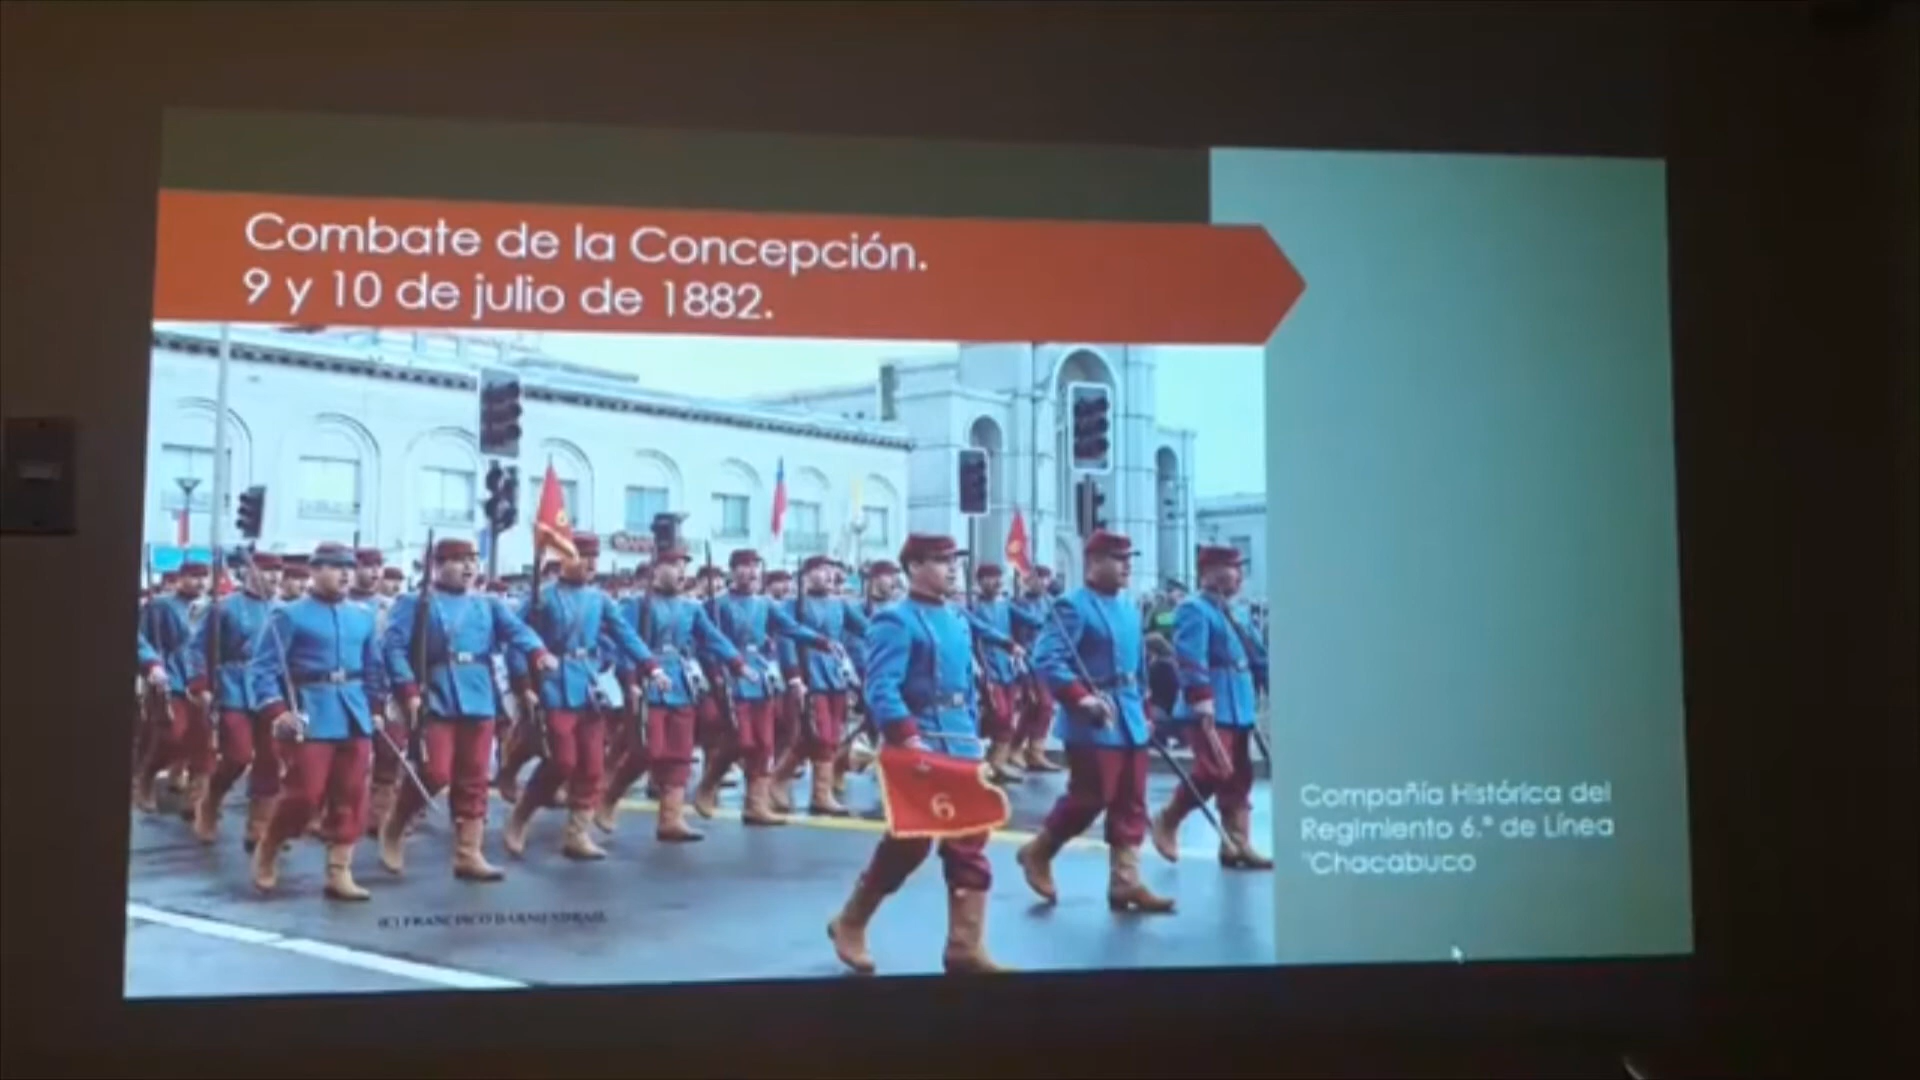 Combate de la Concepción.
9 y 10 de julio de 1882.
6
Compañía Histórica del
Regimiento 6.° de Línea
"Chacabuco
(C) FRANCISCO